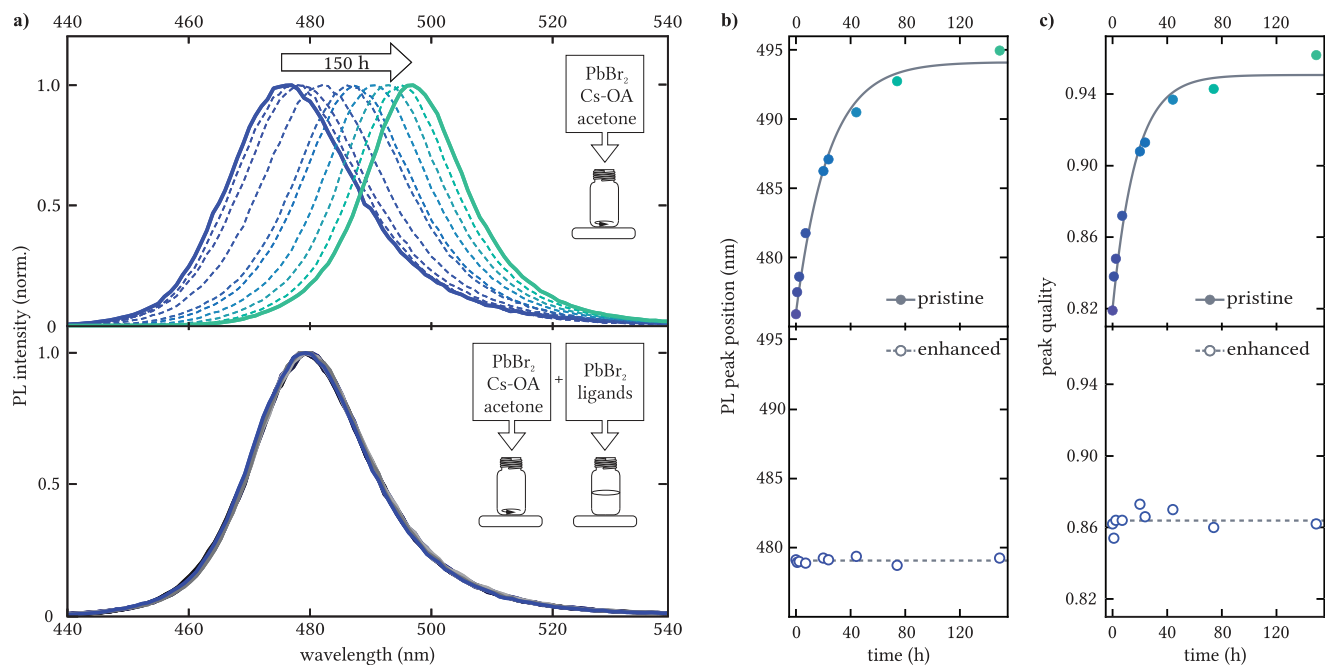 a)
440 460 480 500 520 540
150 h
PbBr₂
Cs-OA
acetone
1.0
0.5
0
PL intensity (norm.)
1.0
0.5
0
PbBr₂
Cs-OA
acetone
+
PbBr₂
ligands
440 460 480 500 520 540
wavelength (nm)
b)
0 40 80 120
495
490
485
480
pristine
PL peak position (nm)
enhanced
495
490
485
480
0 40 80 120
time (h)
c)
0 40 80 120
0.94
0.90
0.86
0.82
pristine
peak quality
enhanced
0.94
0.90
0.86
0.82
0 40 80 120
time (h)